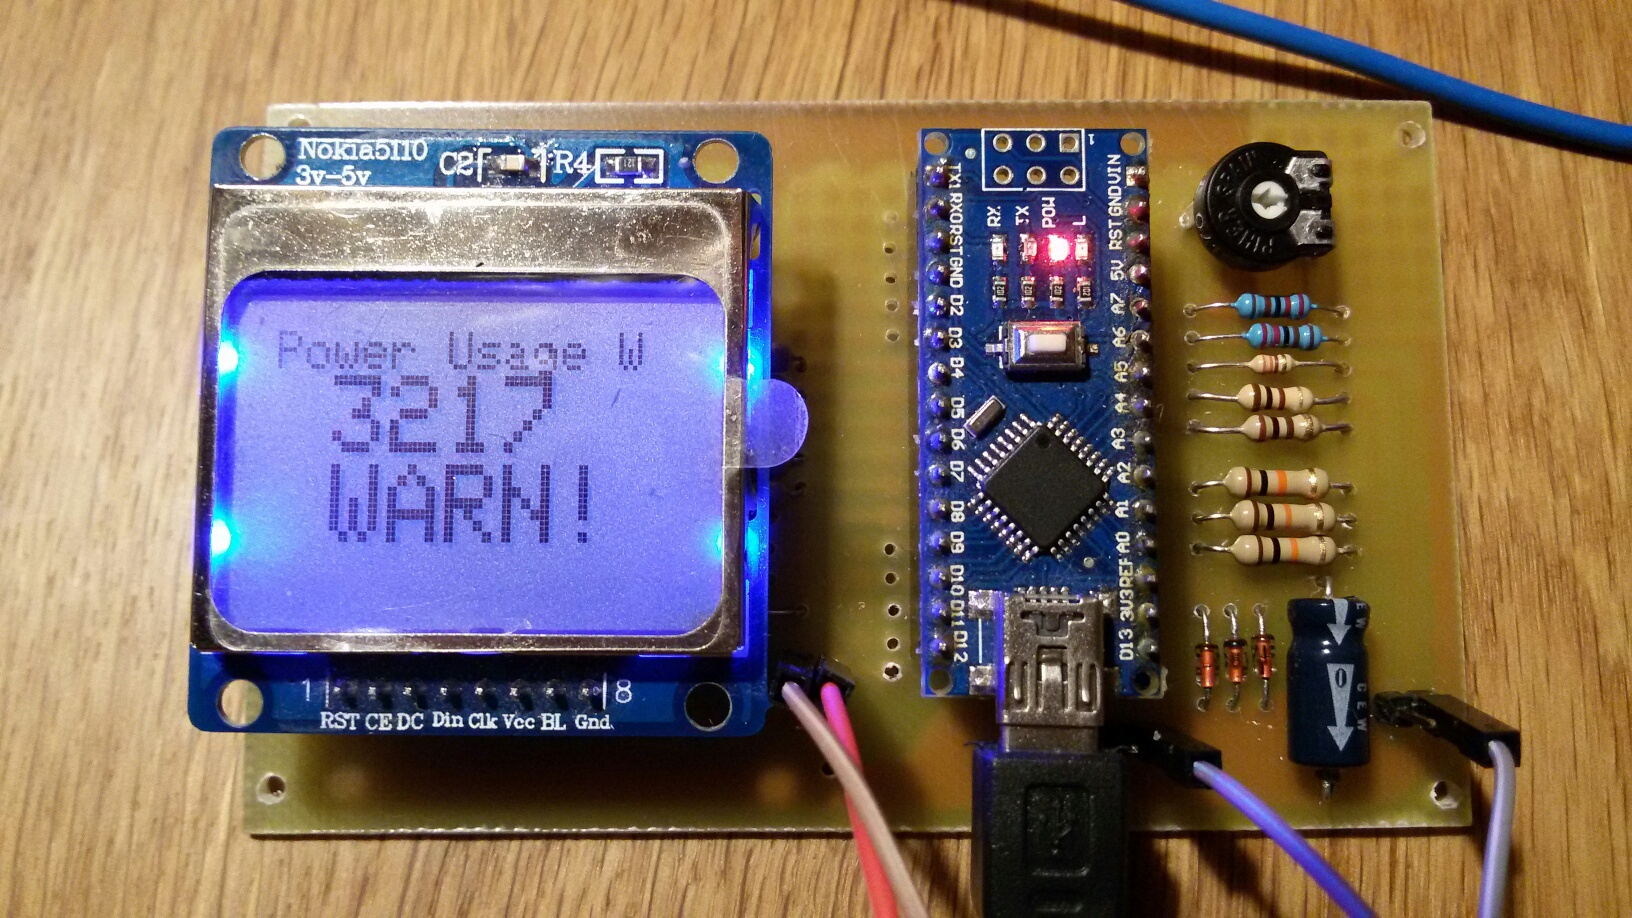 Nokia5110
3v-5v
C2
R4
Power Usage W
3217
WARN!
1
8
RST CE DC Din Clk Vcc BL Gnd
1
TX1 RX0 RST GND D2 D3 D4 D5 D6 D7 D8 D9 D10 D11 D12
RX TX POW L
VIN GND RST 5V A7 A6 A5 A4 A3 A2 A1 A0 REF 3V3 D13
PIHER